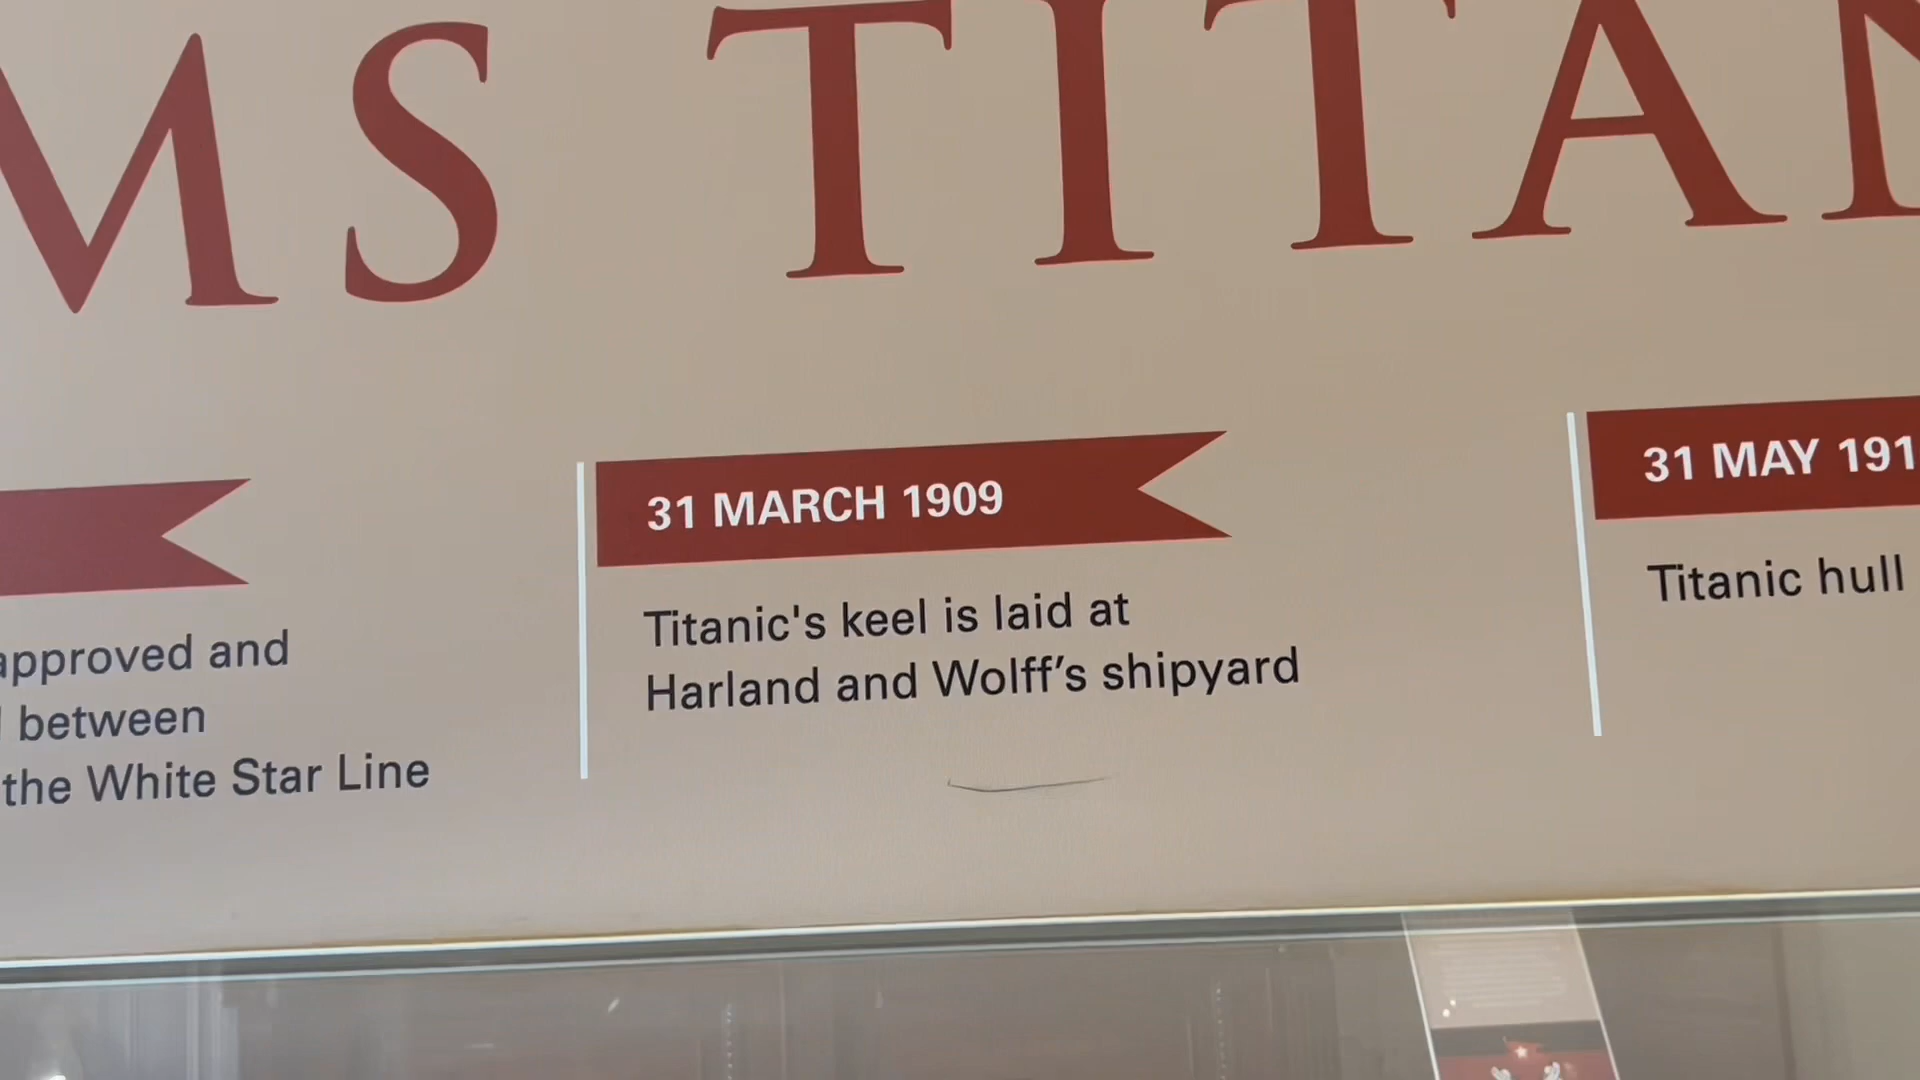 MS TITAN
31 MARCH 1909
Titanic's keel is laid at
Harland and Wolff’s shipyard
31 MAY 191
Titanic hull
approved and
between
the White Star Line